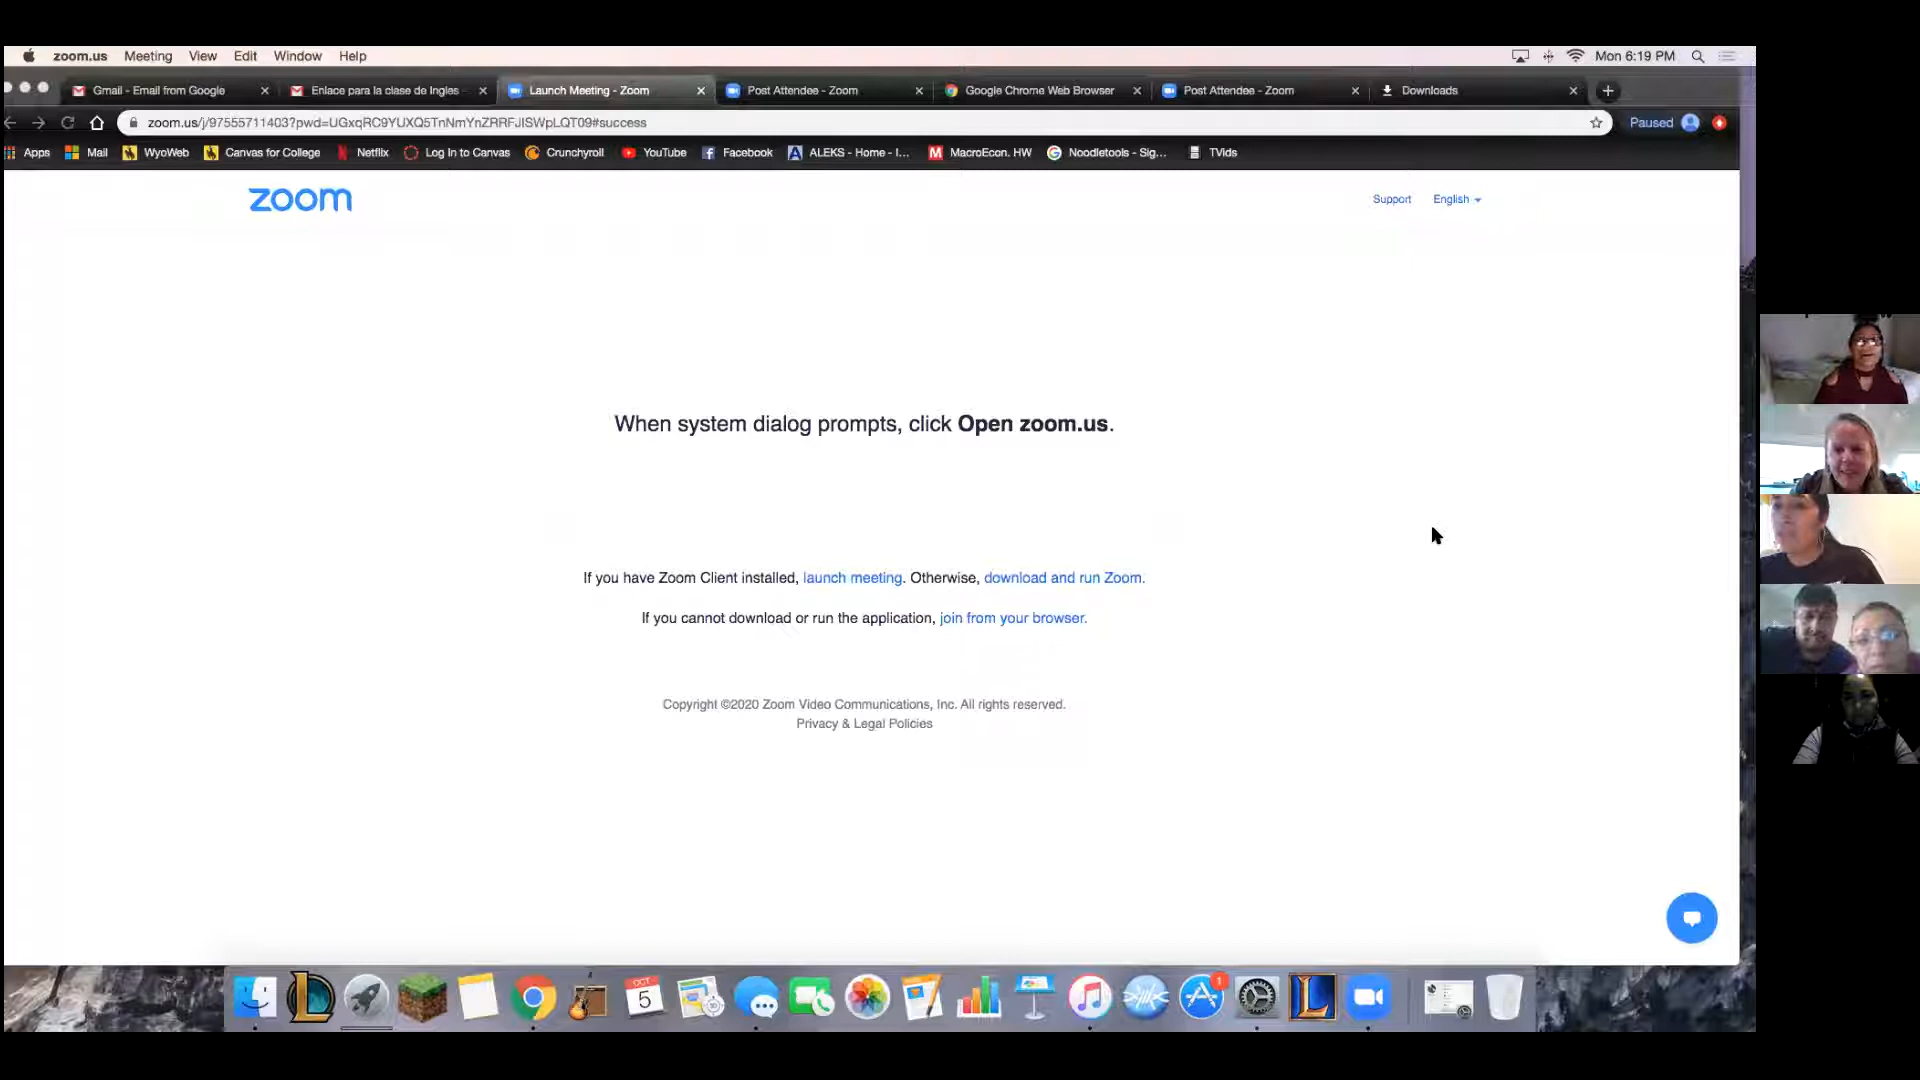 zoom.us Meeting View Edit Window Help Mon 6:19 PM
Gmail - Email from Google Enlace para la clase de Ingles Launch Meeting - Zoom Post Attendee - Zoom Google Chrome Web Browser Post Attendee - Zoom Downloads
zoom.us/j/97555711403?pwd=UGxqRC9YUXQ5TnNmYnZRRFJISWpLQT09#success Paused
Apps Mail WyoWeb Canvas for College Netflix Log In to Canvas Crunchyroll YouTube Facebook ALEKS - Home - I... MacroEcon. HW Noodletools - Sig... TVids
zoom Support English
When system dialog prompts, click Open zoom.us.
If you have Zoom Client installed, launch meeting. Otherwise, download and run Zoom.
If you cannot download or run the application, join from your browser.
Copyright ©2020 Zoom Video Communications, Inc. All rights reserved.
Privacy & Legal Policies
OCT
5
1